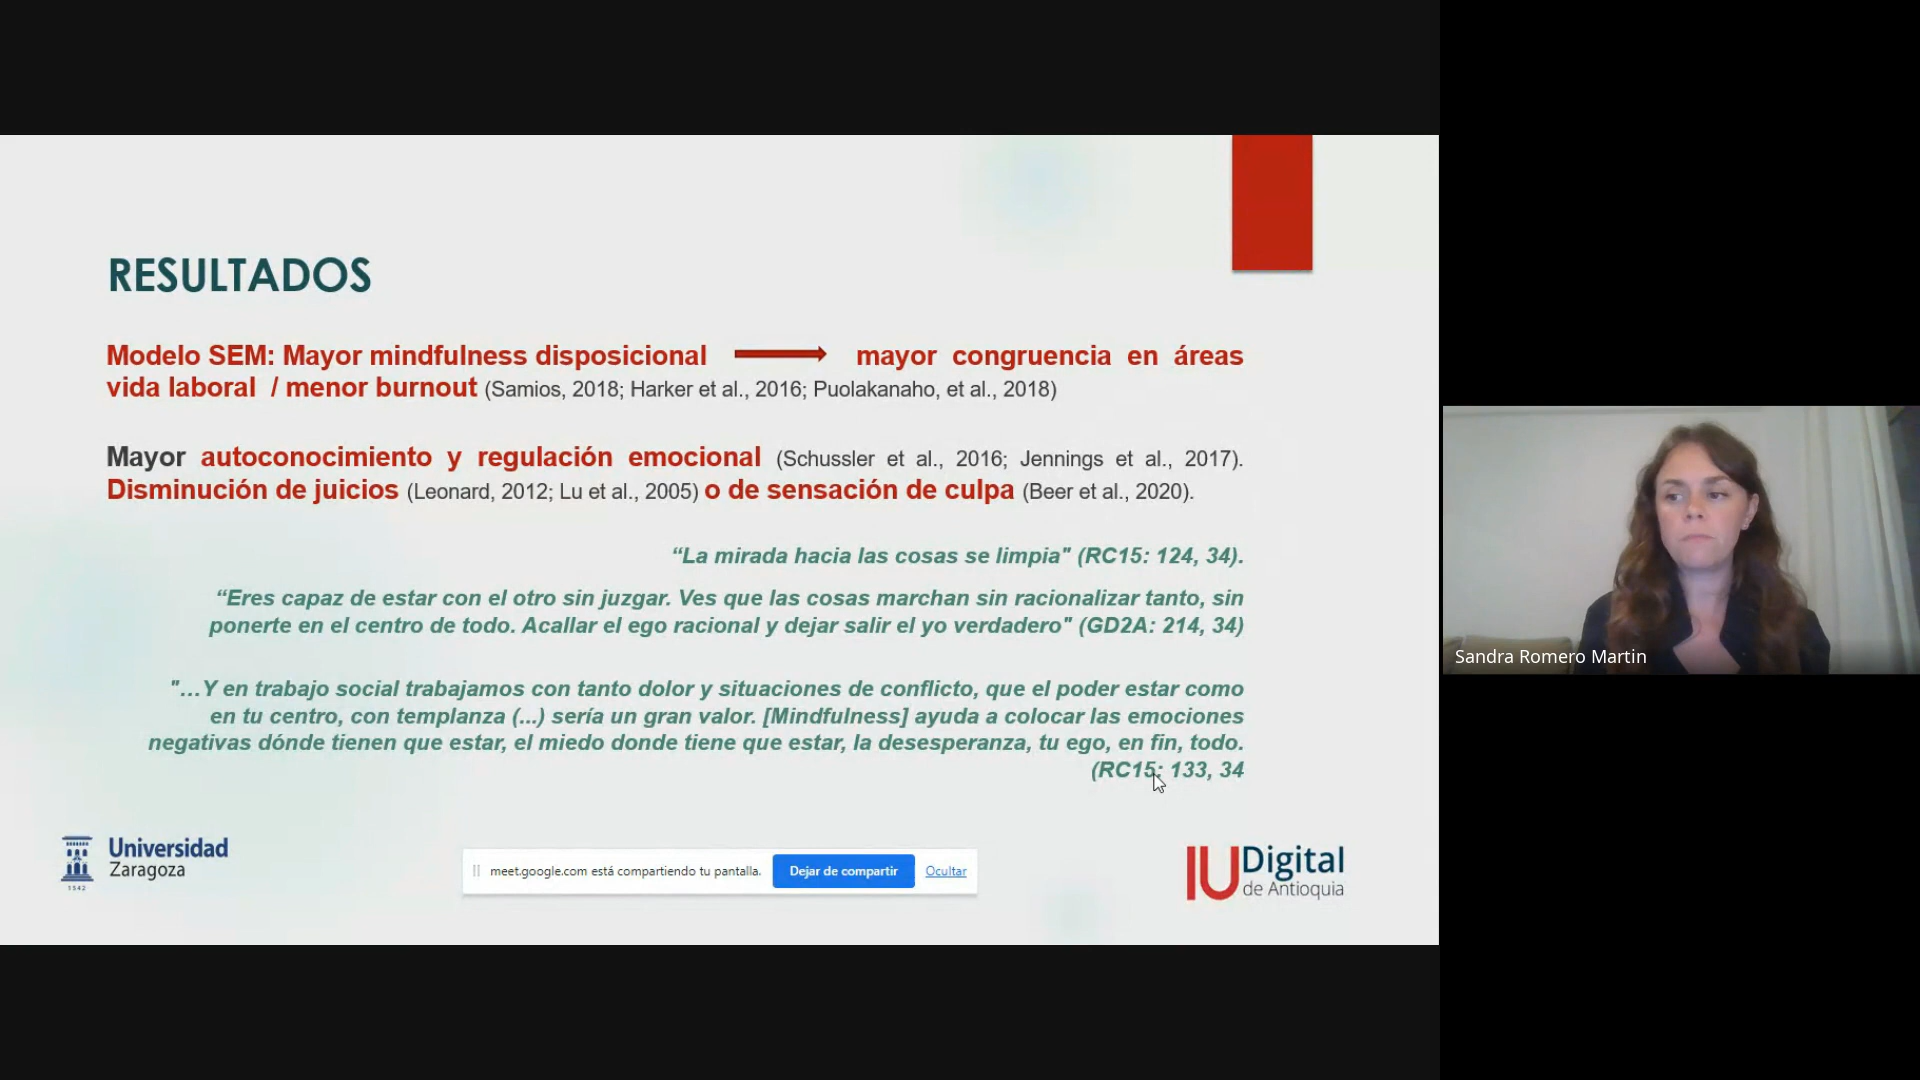 RESULTADOS
Modelo SEM: Mayor mindfulness disposicional mayor congruencia en áreas
vida laboral / menor burnout (Samios, 2018; Harker et al., 2016; Puolakanaho, et al., 2018)
Mayor autoconocimiento y regulación emocional (Schussler et al., 2016; Jennings et al., 2017).
Disminución de juicios (Leonard, 2012; Lu et al., 2005) o de sensación de culpa (Beer et al., 2020).
“La mirada hacia las cosas se limpia" (RC15: 124, 34).
“Eres capaz de estar con el otro sin juzgar. Ves que las cosas marchan sin racionalizar tanto, sin
ponerte en el centro de todo. Acallar el ego racional y dejar salir el yo verdadero" (GD2A: 214, 34)
"...Y en trabajo social trabajamos con tanto dolor y situaciones de conflicto, que el poder estar como
en tu centro, con templanza (...) sería un gran valor. [Mindfulness] ayuda a colocar las emociones
negativas dónde tienen que estar, el miedo donde tiene que estar, la desesperanza, tu ego, en fin, todo.
(RC15: 133, 34
Universidad
Zaragoza
1542
meet.google.com está compartiendo tu pantalla. Dejar de compartir Ocultar
IU Digital
de Antioquia
Sandra Romero Martin